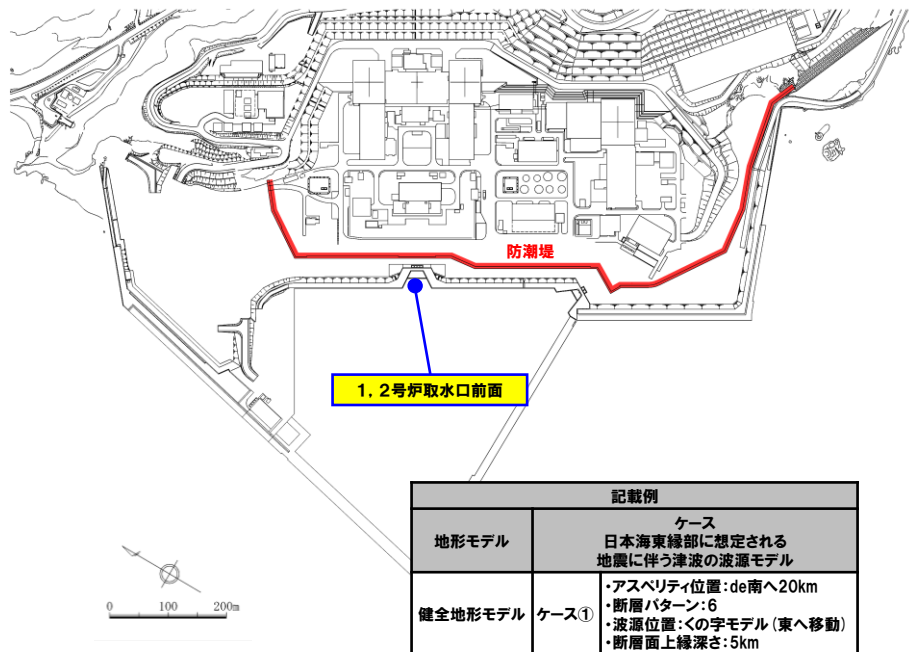 防潮堤
1,2号炉取水口前面
0 100 200m
記載例
地形モデル
ケース
日本海東縁部に想定される
地震に伴う津波の波源モデル
健全地形モデル
ケース①
・アスペリティ位置:de南へ20km
・断層パターン:6
・波源位置:くの字モデル(東へ移動)
・断層面上縁深さ:5km